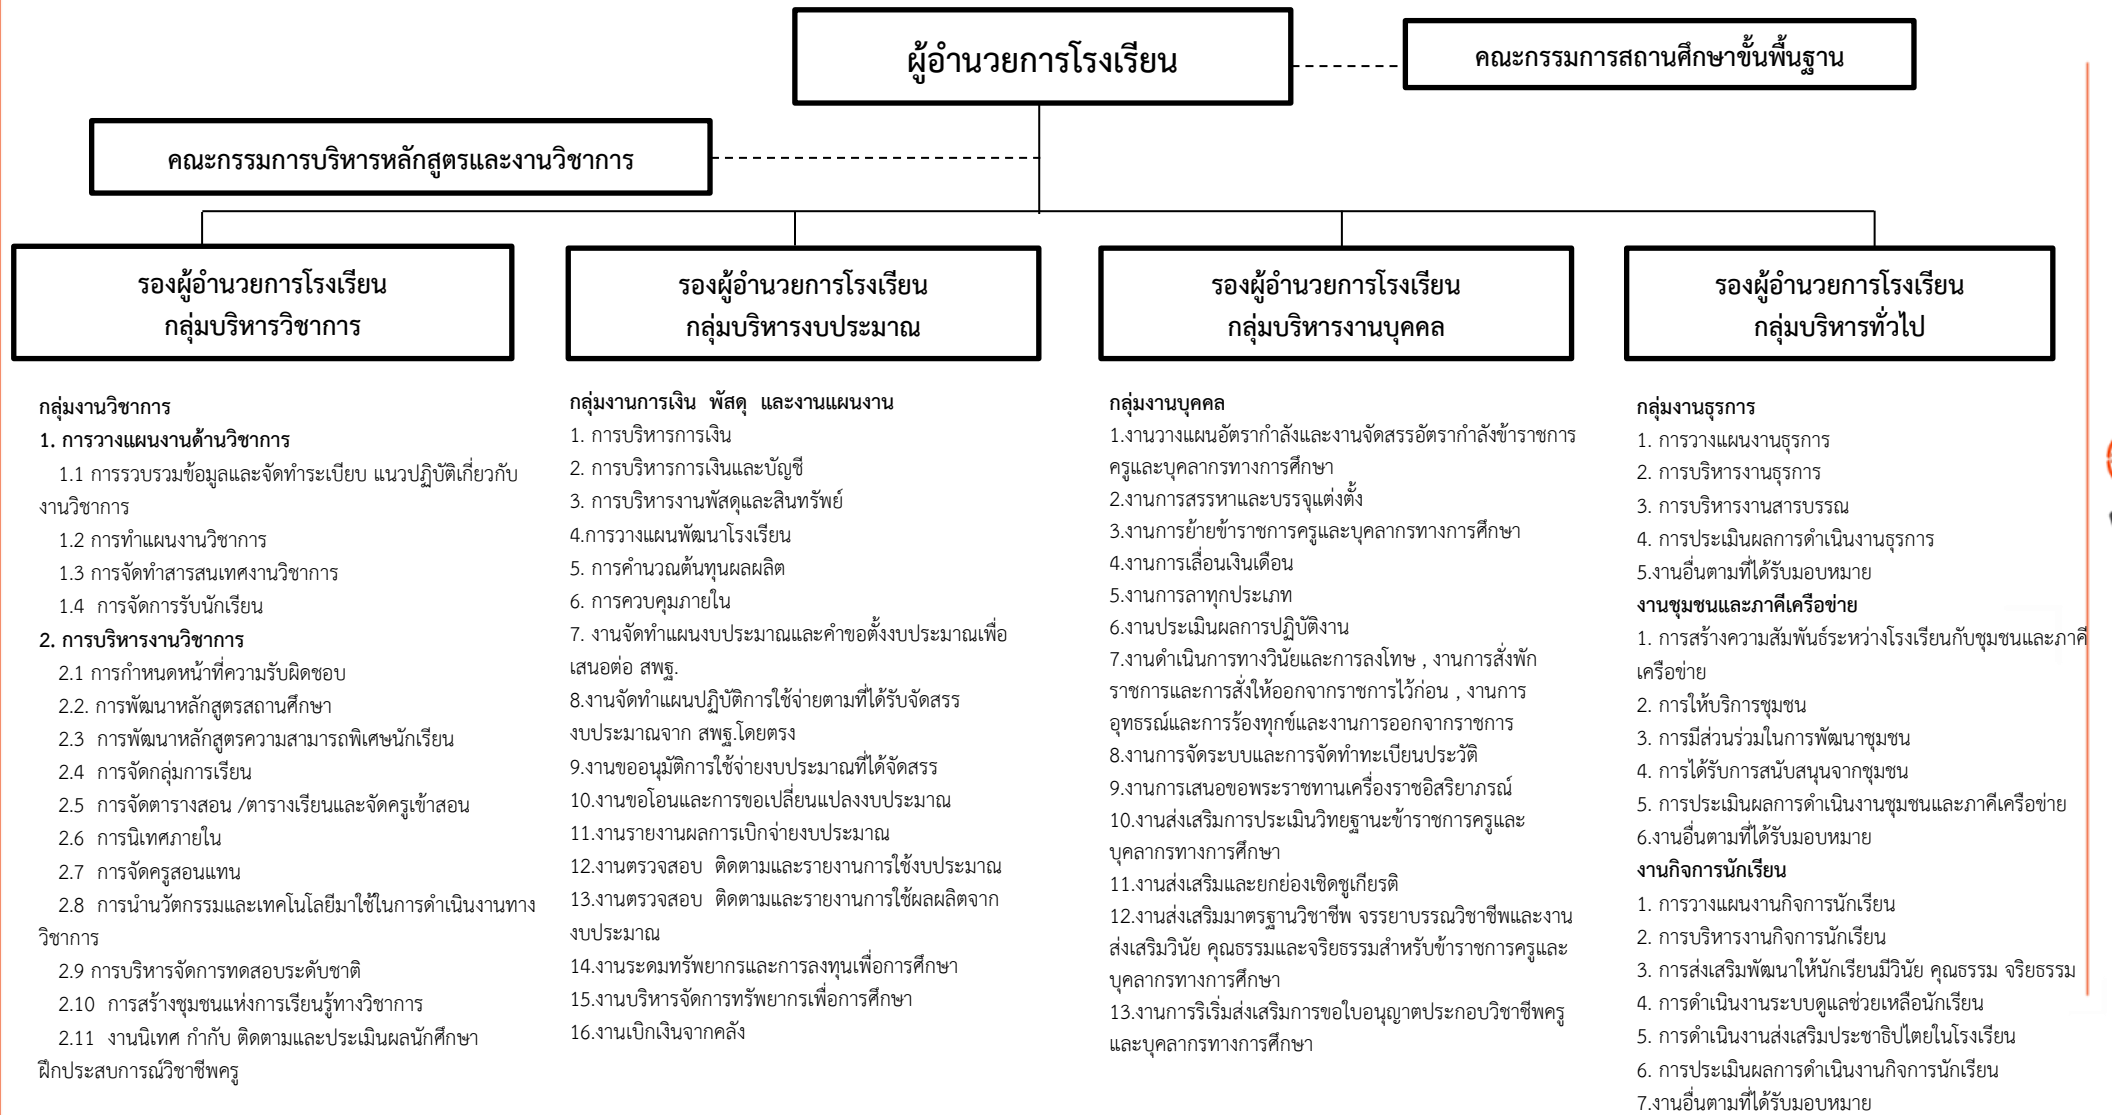 ผู้อำนวยการโรงเรียน
คณะกรรมการสถานศึกษาขั้นพื้นฐาน
คณะกรรมการบริหารหลักสูตรและงานวิชาการ
รองผู้อำนวยการโรงเรียน
กลุ่มบริหารวิชาการ
รองผู้อำนวยการโรงเรียน
กลุ่มบริหารงบประมาณ
รองผู้อำนวยการโรงเรียน
กลุ่มบริหารงานบุคคล
รองผู้อำนวยการโรงเรียน
กลุ่มบริหารทั่วไป
กลุ่มงานวิชาการ
1. การวางแผนงานด้านวิชาการ
1.1 การรวบรวมข้อมูลและจัดทำระเบียบ แนวปฏิบัติเกี่ยวกับ
งานวิชาการ
1.2 การทำแผนงานวิชาการ
1.3 การจัดทำสารสนเทศงานวิชาการ
1.4 การจัดการรับนักเรียน
2. การบริหารงานวิชาการ
2.1 การกำหนดหน้าที่ความรับผิดชอบ
2.2. การพัฒนาหลักสูตรสถานศึกษา
2.3 การพัฒนาหลักสูตรความสามารถพิเศษนักเรียน
2.4 การจัดกลุ่มการเรียน
2.5 การจัดตารางสอน /ตารางเรียนและจัดครูเข้าสอน
2.6 การนิเทศภายใน
2.7 การจัดครูสอนแทน
2.8 การนำนวัตกรรมและเทคโนโลยีมาใช้ในการดำเนินงานทาง
วิชาการ
2.9 การบริหารจัดการทดสอบระดับชาติ
2.10 การสร้างชุมชนแห่งการเรียนรู้ทางวิชาการ
2.11 งานนิเทศ กำกับ ติดตามและประเมินผลนักศึกษา
ฝึกประสบการณ์วิชาชีพครู
กลุ่มงานการเงิน พัสดุ และงานแผนงาน
1. การบริหารการเงิน
2. การบริหารการเงินและบัญชี
3. การบริหารงานพัสดุและสินทรัพย์
4.การวางแผนพัฒนาโรงเรียน
5. การคำนวณต้นทุนผลผลิต
6. การควบคุมภายใน
7. งานจัดทำแผนงบประมาณและคำขอตั้งงบประมาณเพื่อ
เสนอต่อ สพฐ.
8.งานจัดทำแผนปฏิบัติการใช้จ่ายตามที่ได้รับจัดสรร
งบประมาณจาก สพฐ.โดยตรง
9.งานขออนุมัติการใช้จ่ายงบประมาณที่ได้จัดสรร
10.งานขอโอนและการขอเปลี่ยนแปลงงบประมาณ
11.งานรายงานผลการเบิกจ่ายงบประมาณ
12.งานตรวจสอบ ติดตามและรายงานการใช้งบประมาณ
13.งานตรวจสอบ ติดตามและรายงานการใช้ผลผลิตจาก
งบประมาณ
14.งานระดมทรัพยากรและการลงทุนเพื่อการศึกษา
15.งานบริหารจัดการทรัพยากรเพื่อการศึกษา
16.งานเบิกเงินจากคลัง
กลุ่มงานบุคคล
1.งานวางแผนอัตรากำลังและงานจัดสรรอัตรากำลังข้าราชการ
ครูและบุคลากรทางการศึกษา
2.งานการสรรหาและบรรจุแต่งตั้ง
3.งานการย้ายข้าราชการครูและบุคลากรทางการศึกษา
4.งานการเลื่อนเงินเดือน
5.งานการลาทุกประเภท
6.งานประเมินผลการปฏิบัติงาน
7.งานดำเนินการทางวินัยและการลงโทษ , งานการสั่งพัก
ราชการและการสั่งให้ออกจากราชการไว้ก่อน , งานการ
อุทธรณ์และการร้องทุกข์และงานการออกจากราชการ
8.งานการจัดระบบและการจัดทำทะเบียนประวัติ
9.งานการเสนอขอพระราชทานเครื่องราชอิสริยาภรณ์
10.งานส่งเสริมการประเมินวิทยฐานะข้าราชการครูและ
บุคลากรทางการศึกษา
11.งานส่งเสริมและยกย่องเชิดชูเกียรติ
12.งานส่งเสริมมาตรฐานวิชาชีพ จรรยาบรรณวิชาชีพและงาน
ส่งเสริมวินัย คุณธรรมและจริยธรรมสำหรับข้าราชการครูและ
บุคลากรทางการศึกษา
13.งานการริเริ่มส่งเสริมการขอใบอนุญาตประกอบวิชาชีพครู
และบุคลากรทางการศึกษา
กลุ่มงานธุรการ
1. การวางแผนงานธุรการ
2. การบริหารงานธุรการ
3. การบริหารงานสารบรรณ
4. การประเมินผลการดำเนินงานธุรการ
5.งานอื่นตามที่ได้รับมอบหมาย
งานชุมชนและภาคีเครือข่าย
1. การสร้างความสัมพันธ์ระหว่างโรงเรียนกับชุมชนและภาคี
เครือข่าย
2. การให้บริการชุมชน
3. การมีส่วนร่วมในการพัฒนาชุมชน
4. การได้รับการสนับสนุนจากชุมชน
5. การประเมินผลการดำเนินงานชุมชนและภาคีเครือข่าย
6.งานอื่นตามที่ได้รับมอบหมาย
งานกิจการนักเรียน
1. การวางแผนงานกิจการนักเรียน
2. การบริหารงานกิจการนักเรียน
3. การส่งเสริมพัฒนาให้นักเรียนมีวินัย คุณธรรม จริยธรรม
4. การดำเนินงานระบบดูแลช่วยเหลือนักเรียน
5. การดำเนินงานส่งเสริมประชาธิปไตยในโรงเรียน
6. การประเมินผลการดำเนินงานกิจการนักเรียน
7.งานอื่นตามที่ได้รับมอบหมาย